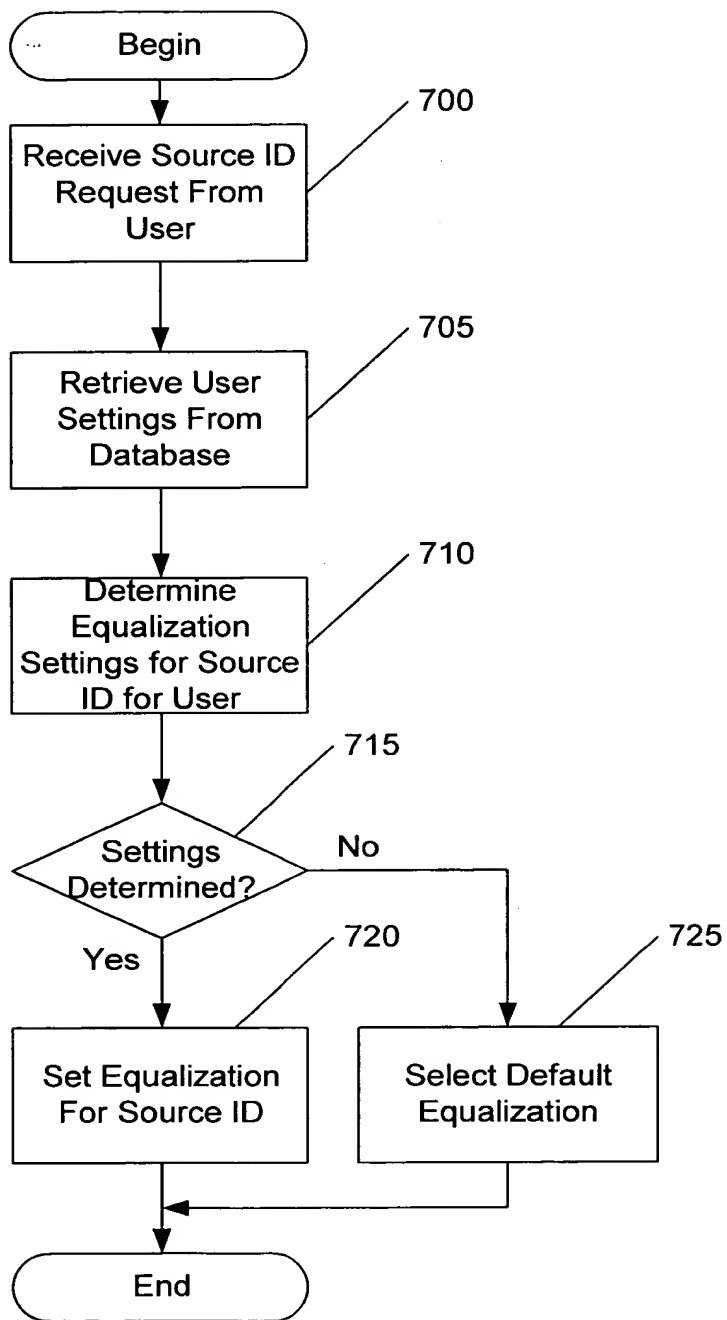 Begin
700
Receive Source ID
Request From
User
705
Retrieve User
Settings From
Database
710
Determine
Equalization
Settings for Source
ID for User
715
Settings
Determined?
No
Yes
720
725
Set Equalization
For Source ID
Select Default
Equalization
End